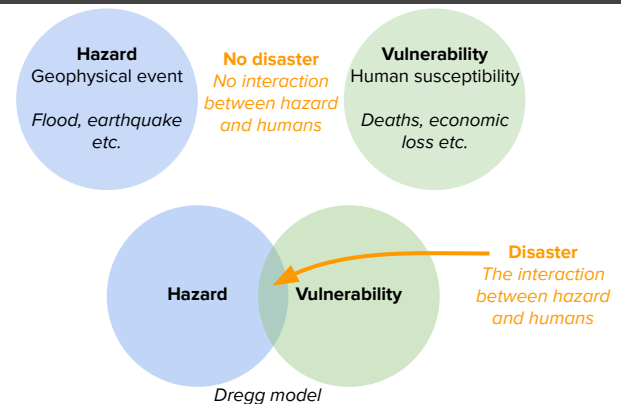 Hazard
Geophysical event
Flood, earthquake
etc.
No disaster
No interaction
between hazard
and humans
Vulnerability
Human susceptibility
Deaths, economic
loss etc.
Hazard
Vulnerability
Disaster
The interaction
between hazard
and humans
Dregg model